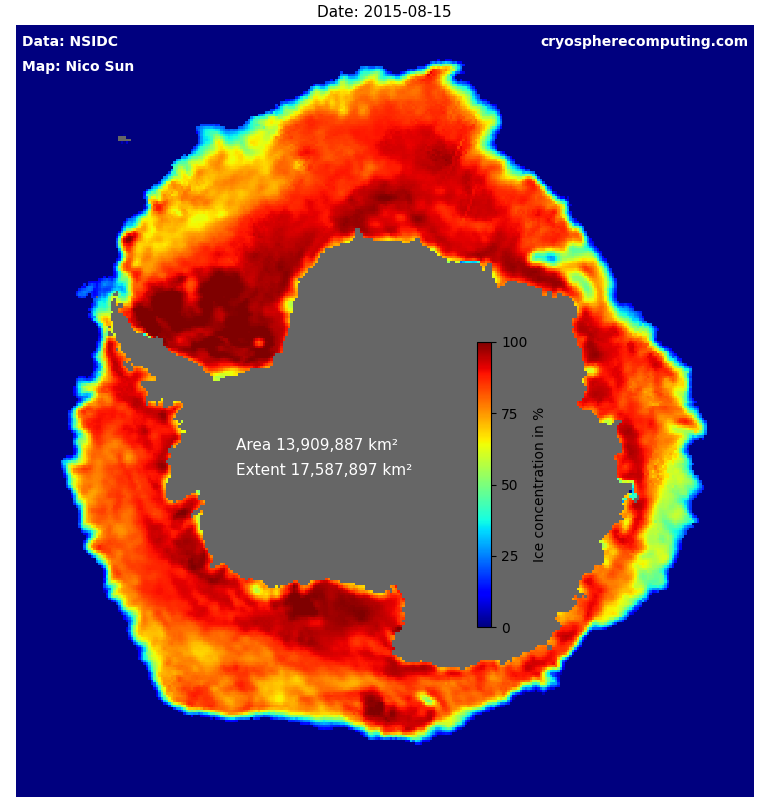 Date: 2015-08-15
Data: NSIDC
cryospherecomputing.com
Map: Nico Sun
100
75
50
25
0
Ice concentration in %
Area 13,909,887 km²
Extent 17,587,897 km²